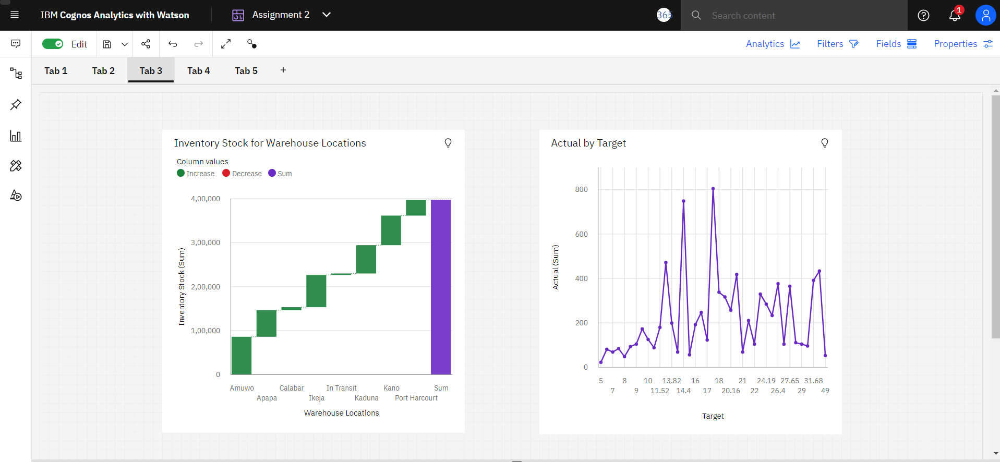 IBM Cognos Analytics with Watson
Assignment 2
365
Search content
1
Edit
Analytics
Filters
Fields
Properties
Tab 1
Tab 2
Tab 3
Tab 4
Tab 5
+
Inventory Stock for Warehouse Locations
Column values
Increase
Decrease
Sum
4,00,000
3,00,000
2,00,000
1,00,000
0
Inventory Stock (Sum)
Amuwo
Apapa
Calabar
Ikeja
In Transit
Kaduna
Kano
Port Harcourt
Sum
Warehouse Locations
Actual by Target
800
600
400
200
0
Actual (Sum)
5
7
8
9
10
11.52
13.82
14.4
16
17
18
20.16
21
22
24.19
26.4
27.65
29
31.68
49
Target